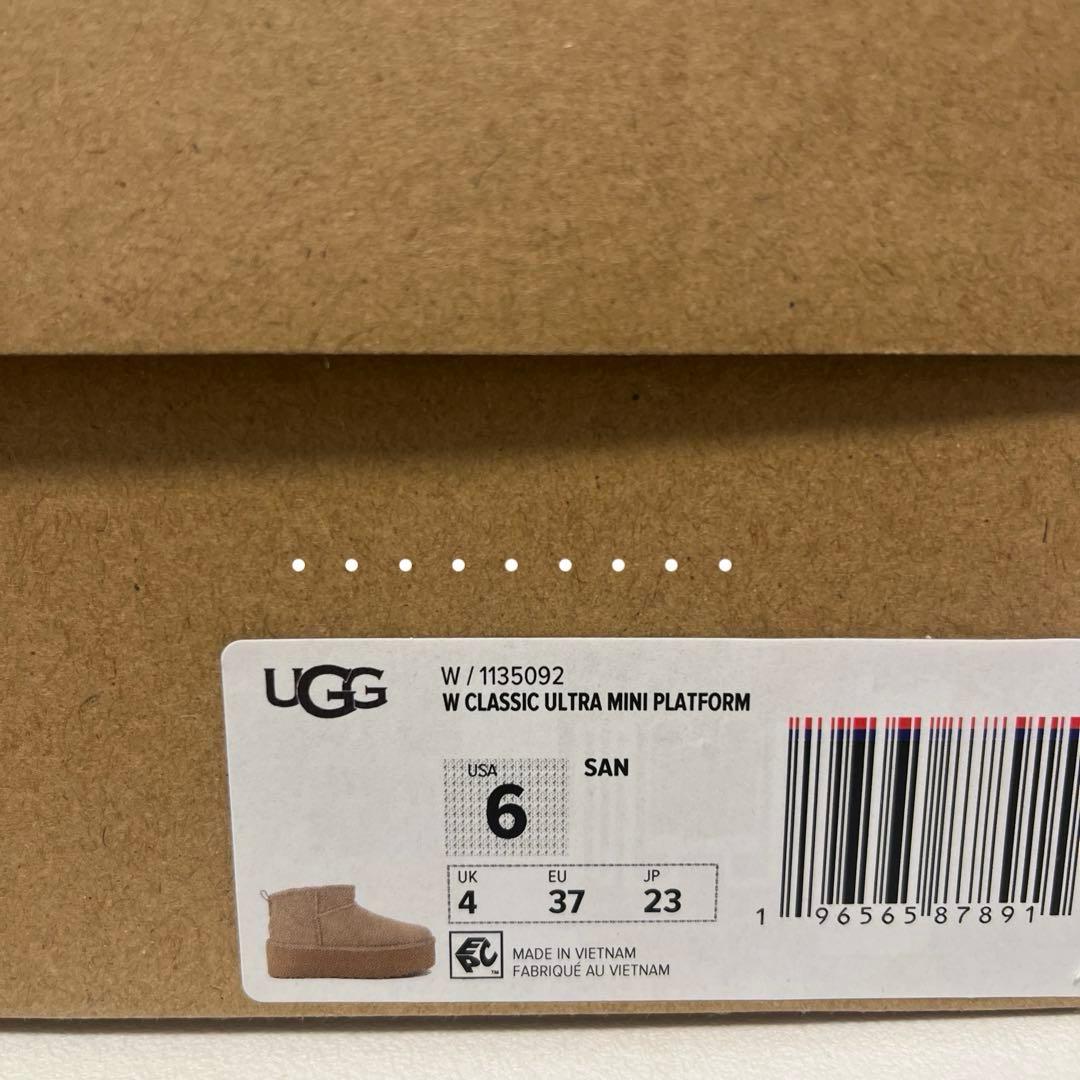 UGG
W / 1135092
W CLASSIC ULTRA MINI PLATFORM
USA
6
SAN
UK
4
EU
37
JP
23
1 96565 87891
EPC™
MADE IN VIETNAM
FABRIQUÉ AU VIETNAM